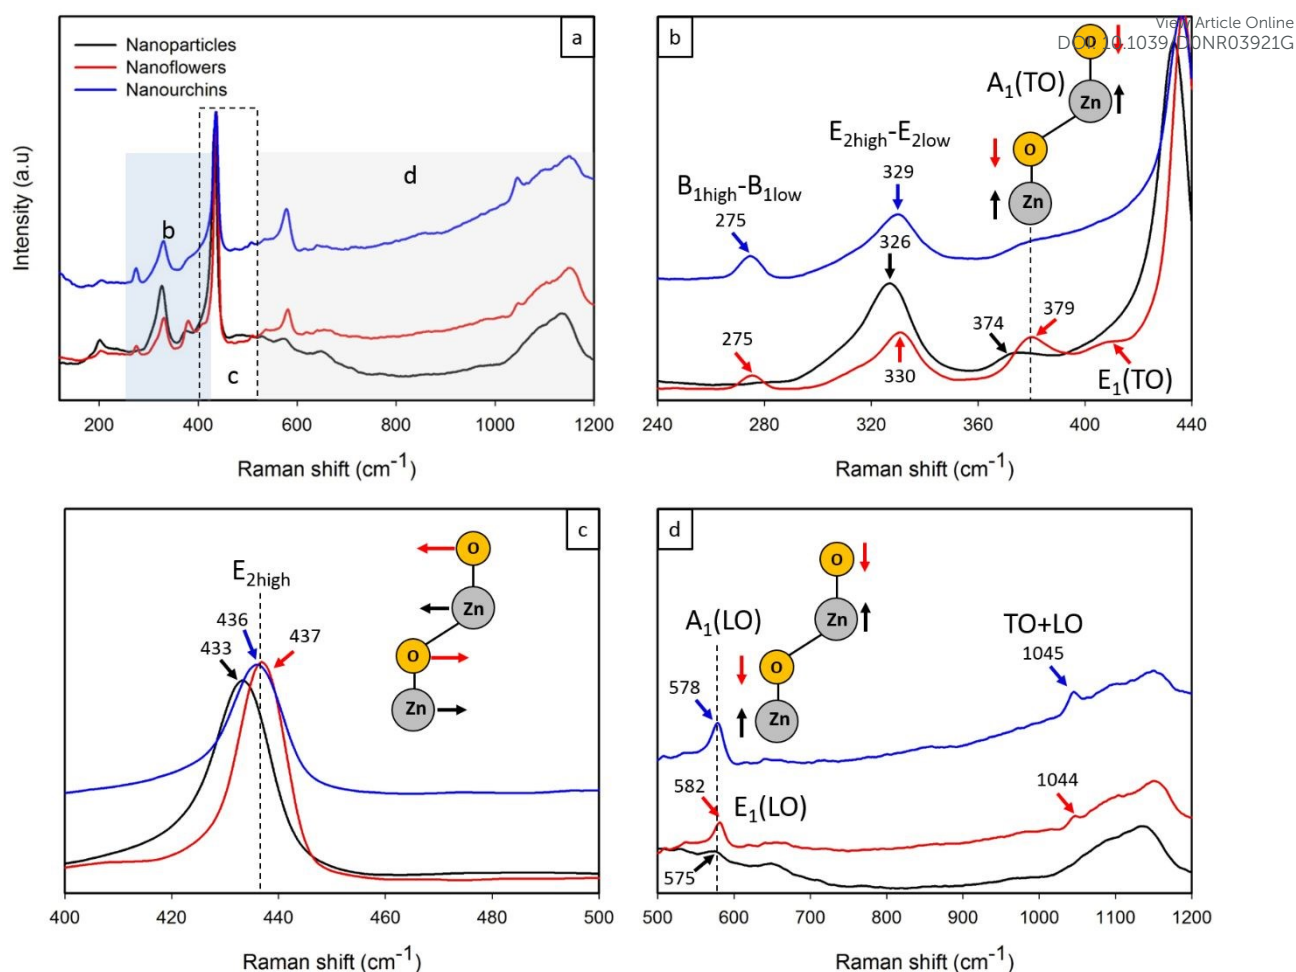 View Article Online
DOI: 10.1039/D0NR03921G
a
Nanoparticles
Nanoflowers
Nanourchins
b
c
d
Intensity (a.u)
200 400 600 800 1000 1200
Raman shift (cm⁻¹)
b
A₁(TO)
O
Zn
O
Zn
E₂high-E₂low
329
B₁high-B₁low
275
326
374
379
275
330
E₁(TO)
240 280 320 360 400 440
Raman shift (cm⁻¹)
c
E₂high
436
433
437
O
Zn
O
Zn
400 420 440 460 480 500
Raman shift (cm⁻¹)
d
O
Zn
O
Zn
A₁(LO)
TO+LO
1045
578
582
E₁(LO)
1044
575
500 600 700 800 900 1000 1100 1200
Raman shift (cm⁻¹)